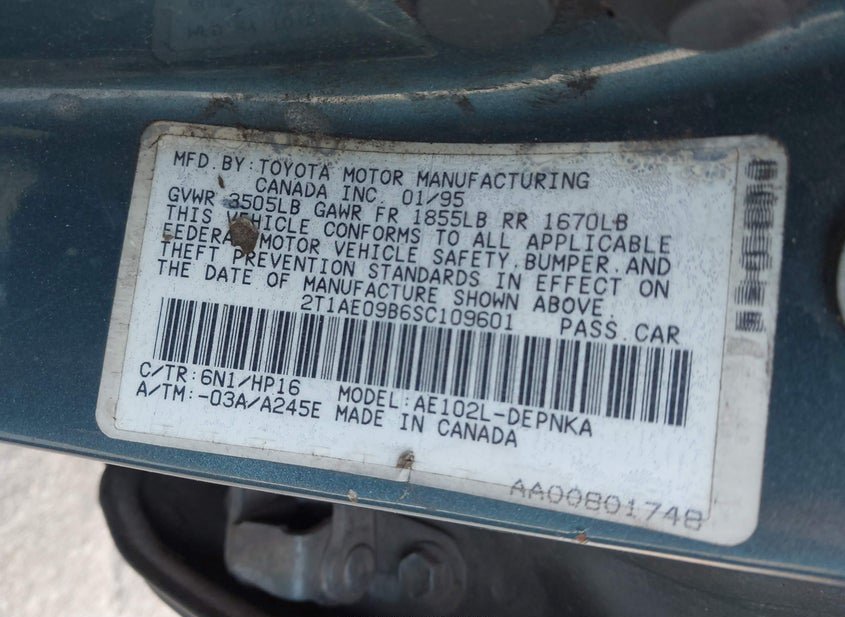 MFD. BY: TOYOTA MOTOR MANUFACTURING
CANADA INC. 01/95
GVWR 3505LB GAWR FR 1855LB RR 1670LB
THIS VEHICLE CONFORMS TO ALL APPLICABLE
FEDERAL MOTOR VEHICLE SAFETY, BUMPER, AND
THEFT PREVENTION STANDARDS IN EFFECT ON
THE DATE OF MANUFACTURE SHOWN ABOVE.
2T1AE09B6SC109601 PASS. CAR
C/TR: 6N1/HP16 MODEL: AE102L-DEPNKA
A/TM: -03A/A245E MADE IN CANADA
AA00801748